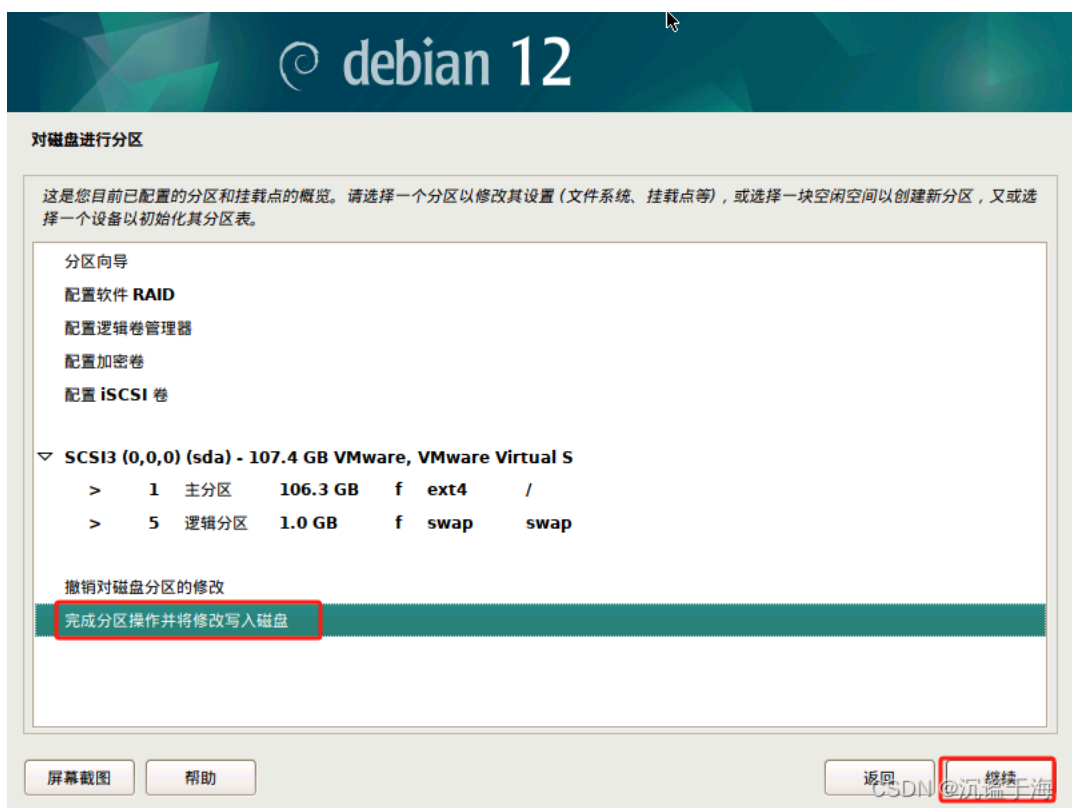 debian 12
对磁盘进行分区
这是您目前已配置的分区和挂载点的概览。请选择一个分区以修改其设置 (文件系统、挂载点等)，或选择一块空闲空间以创建新分区，又或选
择一个设备以初始化其分区表。
分区向导
配置软件 RAID
配置逻辑卷管理器
配置加密卷
配置 iSCSI 卷
SCSI3 (0,0,0) (sda) - 107.4 GB VMware, VMware Virtual S
> 1 主分区 106.3 GB f ext4 /
> 5 逻辑分区 1.0 GB f swap swap
撤销对磁盘分区的修改
完成分区操作并将修改写入磁盘
屏幕截图 帮助 返回 继续
CSDN @沉谧于海